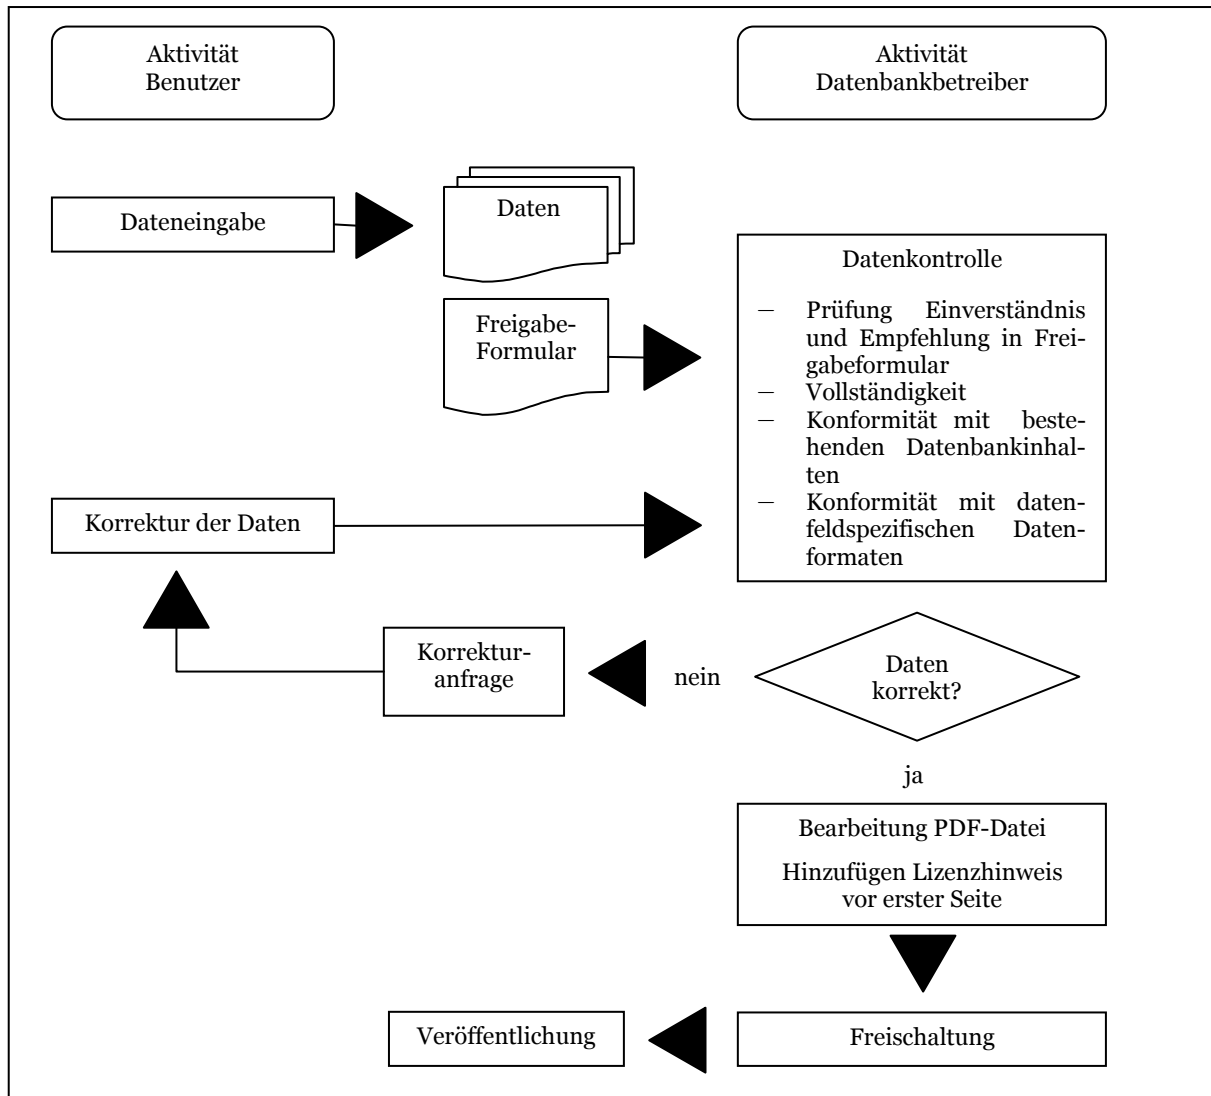 Aktivität
Benutzer
Aktivität
Datenbankbetreiber
Dateneingabe
Daten
Freigabe-
Formular
Datenkontrolle
— Prüfung Einverständnis
und Empfehlung in Frei-
gabeformular
— Vollständigkeit
— Konformität mit beste-
henden Datenbankinhal-
ten
— Konformität mit daten-
feldspezifischen Daten-
formaten
Korrektur der Daten
Korrektur-
anfrage
nein
Daten
korrekt?
ja
Bearbeitung PDF-Datei
Hinzufügen Lizenzhinweis
vor erster Seite
Veröffentlichung
Freischaltung